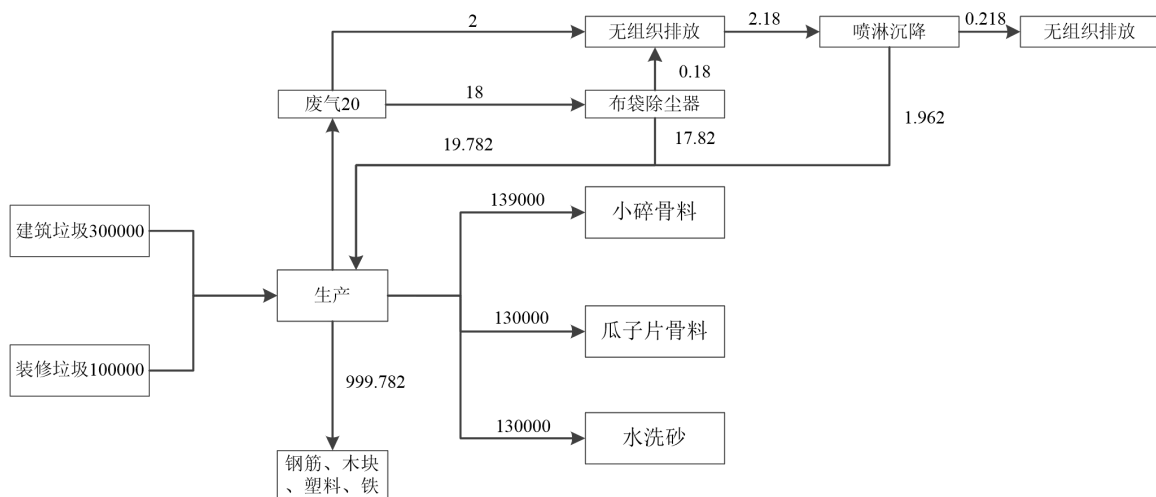 2
无组织排放
2.18
喷淋沉降
0.218
无组织排放
0.18
废气20
18
布袋除尘器
19.782
17.82
1.962
建筑垃圾300000
139000
小碎骨料
生产
130000
瓜子片骨料
装修垃圾100000
999.782
130000
水洗砂
钢筋、木块
、塑料、铁